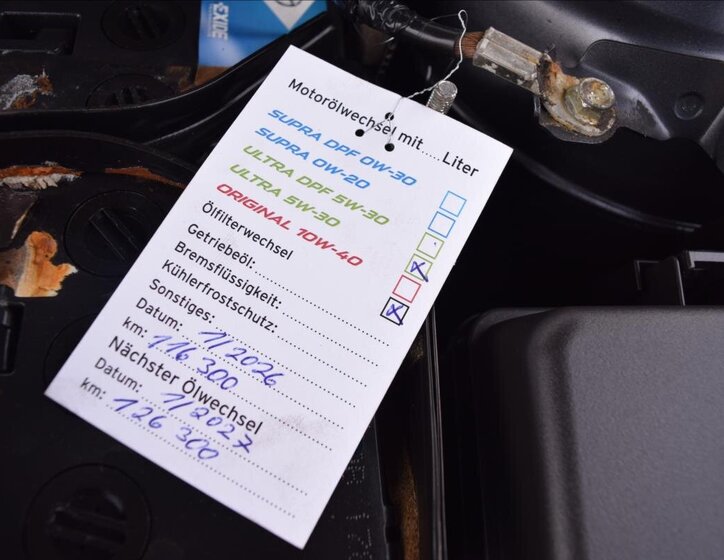 EXIDE
Motorölwechsel mit.....Liter
SUPRA DPF 0W-30
SUPRA 0W-20
ULTRA DPF 5W-30
ULTRA 5W-30
ORIGINAL 10W-40
Ölfilterwechsel
Getriebeöl:
Bremsflüssigkeit:
Kühlerfrostschutz:
Sonstiges:
Datum: 1/2026
km: 116 300
Nächster Ölwechsel
Datum: 1/2027
km: 126 300